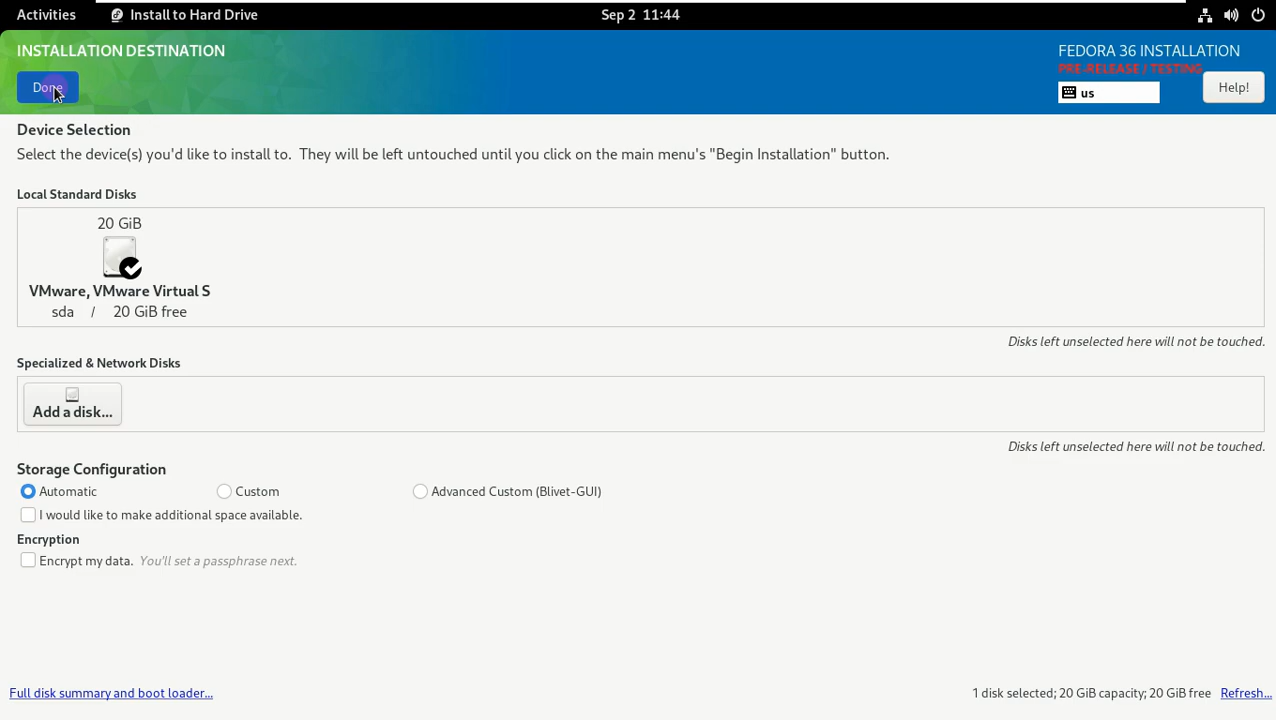 Activities Install to Hard Drive Sep 2 11:44
INSTALLATION DESTINATION FEDORA 36 INSTALLATION
PRE-RELEASE / TESTING
Done us Help!
Device Selection
Select the device(s) you'd like to install to. They will be left untouched until you click on the main menu's "Begin Installation" button.
Local Standard Disks
20 GiB
VMware, VMware Virtual S
sda / 20 GiB free
Disks left unselected here will not be touched.
Specialized & Network Disks
Add a disk...
Disks left unselected here will not be touched.
Storage Configuration
Automatic Custom Advanced Custom (Blivet-GUI)
I would like to make additional space available.
Encryption
Encrypt my data. You'll set a passphrase next.
Full disk summary and boot loader... 1 disk selected; 20 GiB capacity; 20 GiB free Refresh...